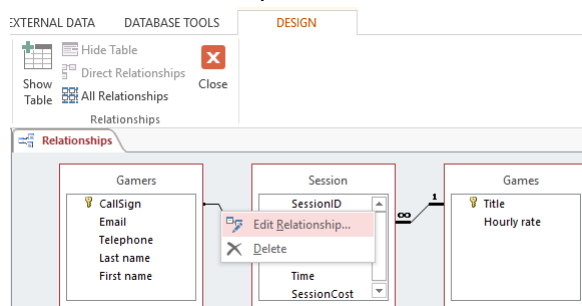 EXTERNAL DATA DATABASE TOOLS DESIGN
Hide Table
Direct Relationships
All Relationships
Show
Table
Close
Relationships
Relationships
Gamers
CallSign
Email
Telephone
Last name
First name
Edit Relationship...
Delete
Session
SessionID
Time
SessionCost
∞
1
Games
Title
Hourly rate